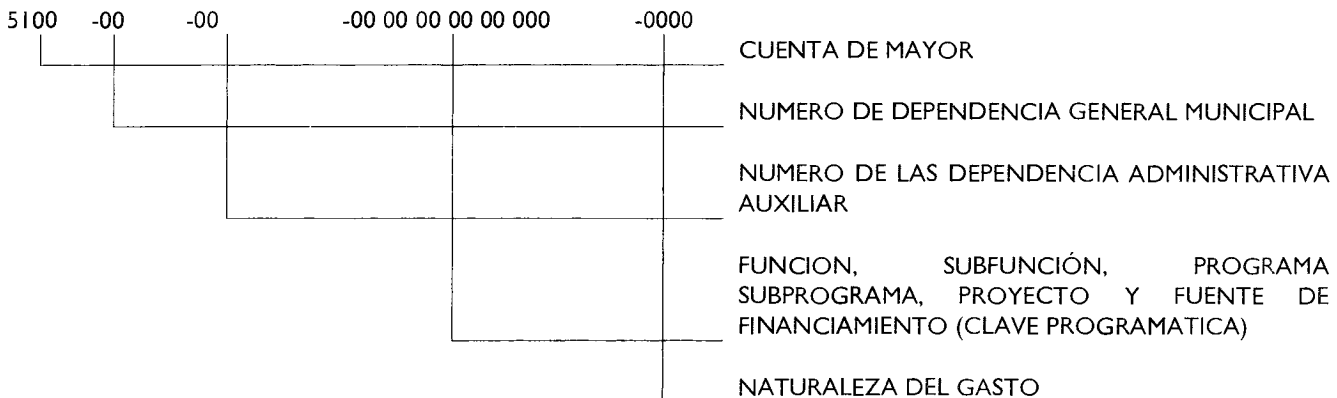 5100 -00 -00 -00 00 00 00 00 000 -0000
CUENTA DE MAYOR
NUMERO DE DEPENDENCIA GENERAL MUNICIPAL
NUMERO DE LAS DEPENDENCIA ADMINISTRATIVA
AUXILIAR
FUNCION, SUBFUNCIÓN, PROGRAMA
SUBPROGRAMA, PROYECTO Y FUENTE DE
FINANCIAMIENTO (CLAVE PROGRAMATICA)
NATURALEZA DEL GASTO